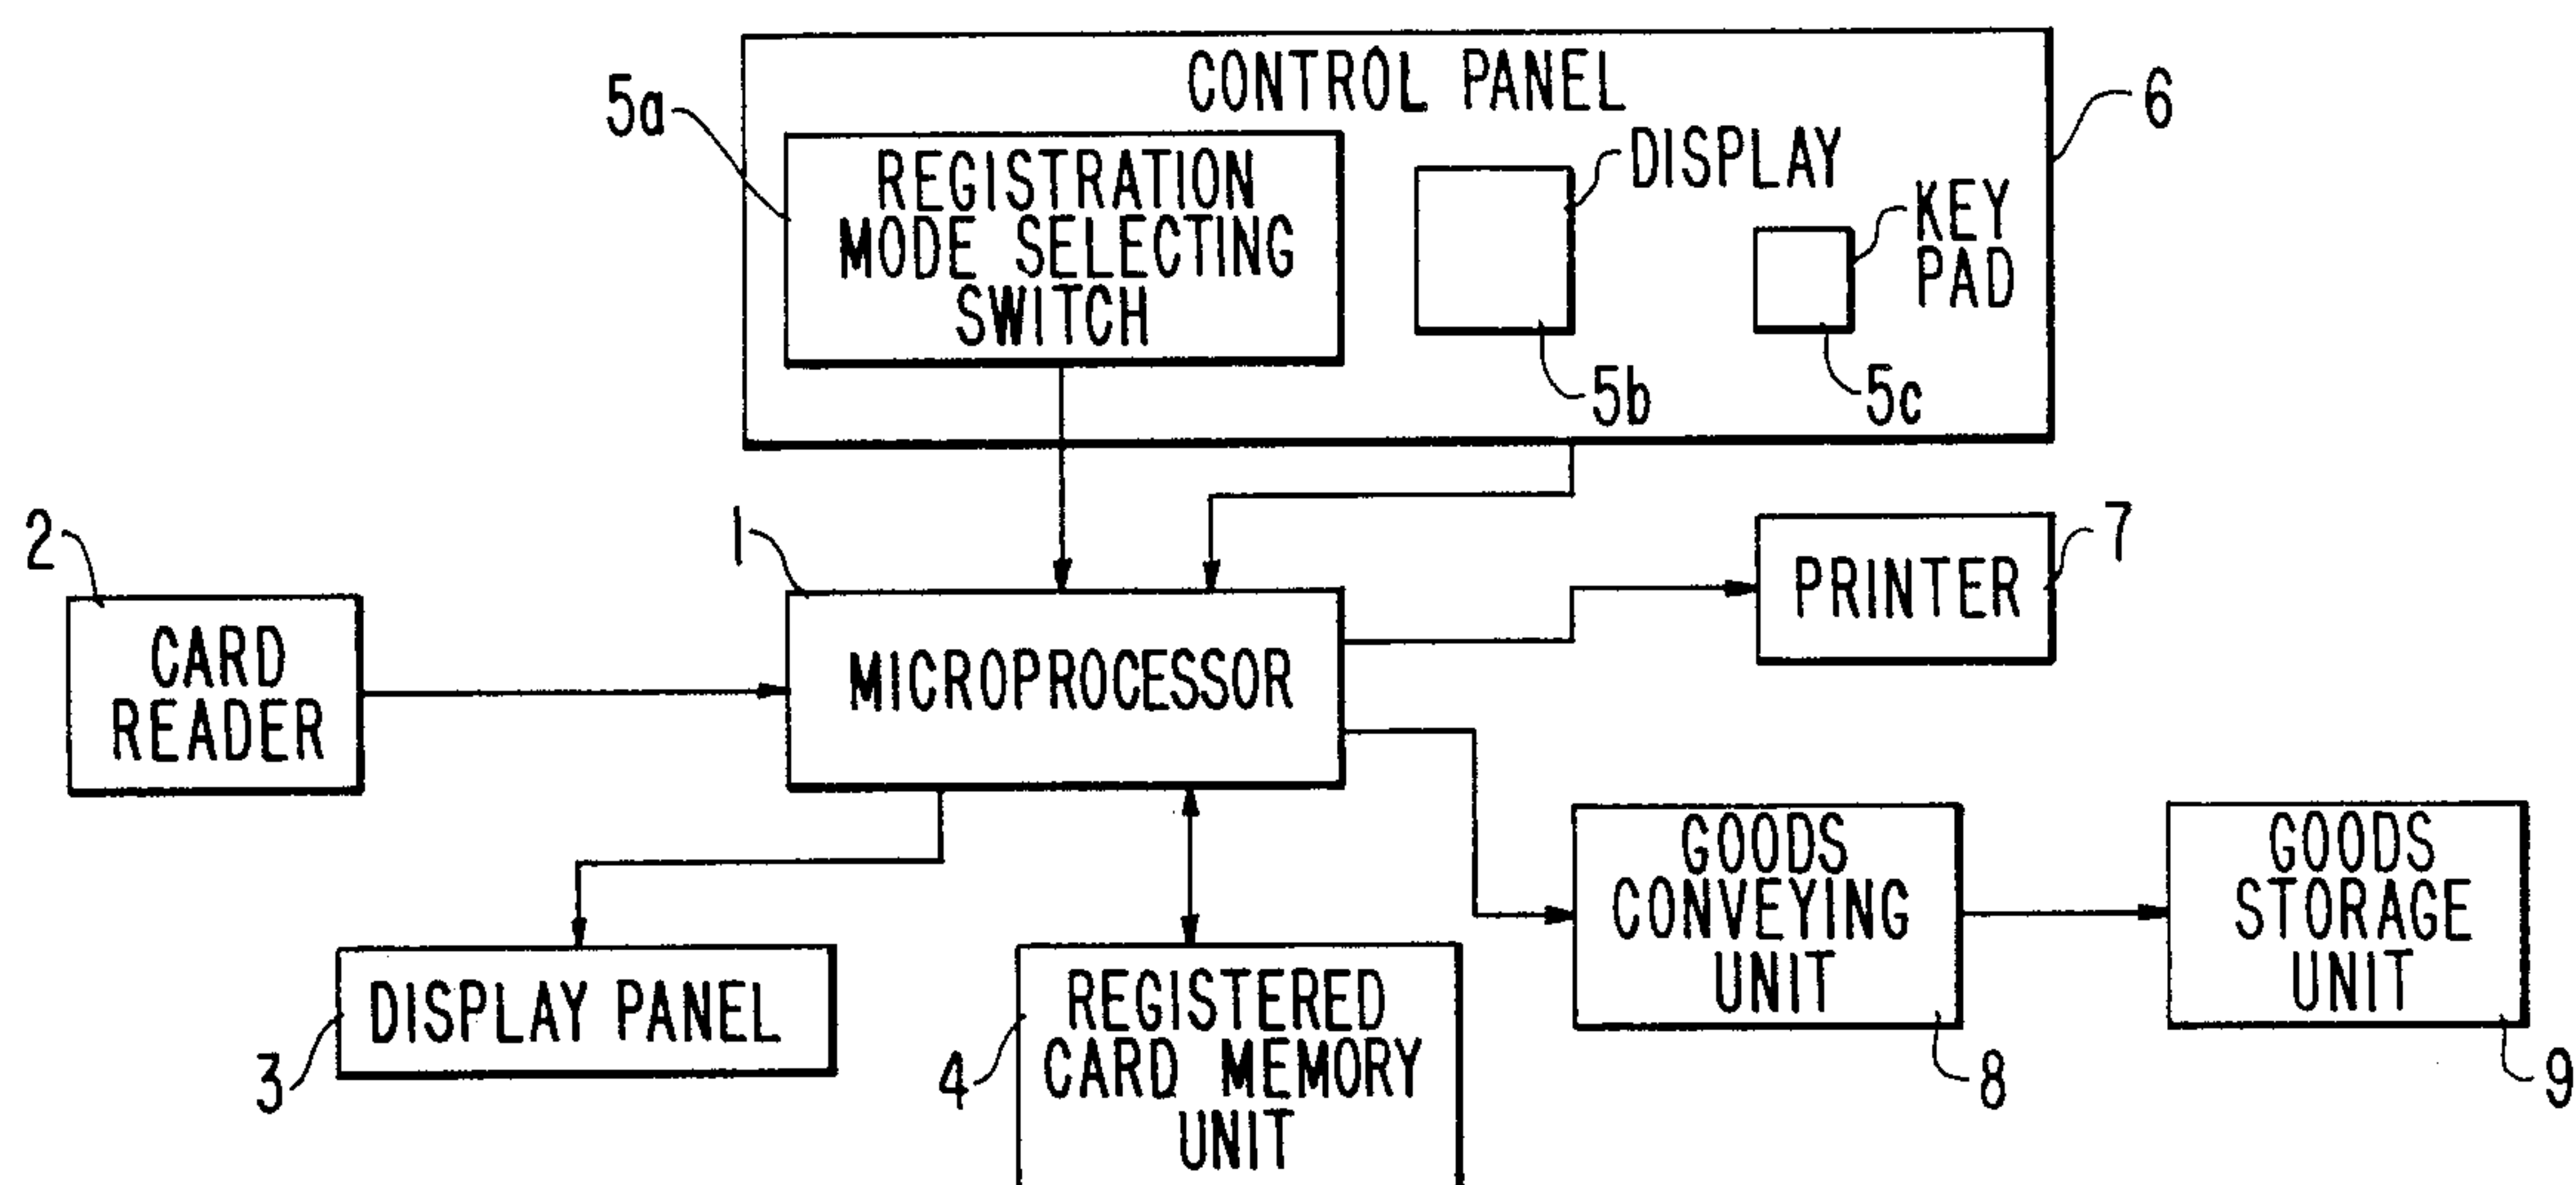 CONTROL PANEL
5a
6
REGISTRATION
MODE SELECTING
SWITCH
DISPLAY
KEY
PAD
5b
5c
2
1
7
CARD
READER
MICROPROCESSOR
PRINTER
DISPLAY PANEL
3
REGISTERED
CARD MEMORY
UNIT
4
GOODS
CONVEYING
UNIT
8
GOODS
STORAGE
UNIT
9